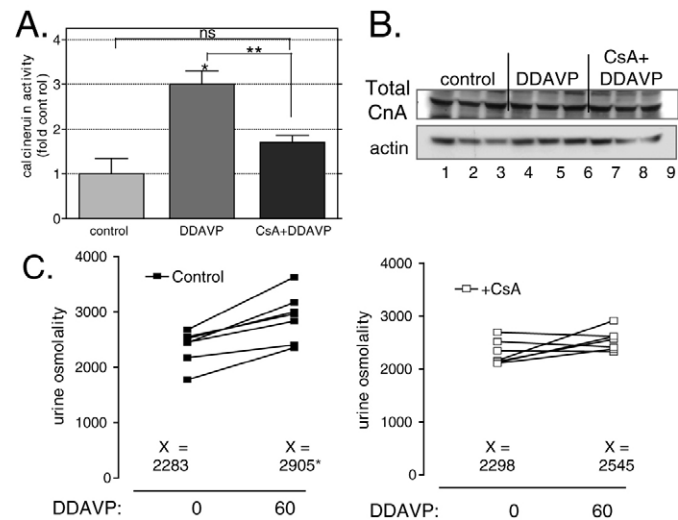 A.
ns
**
*
4
3
2
1
0
calcineruin activity
(fold control)
control DDAVP CsA+DDAVP
B.
control DDAVP CsA+
DDAVP
Total
CnA
actin
1 2 3 4 5 6 7 8 9
C.
Control
4000
3000
2000
1000
0
urine osmolality
X = X =
2283 2905*
DDAVP: 0 60
+CsA
4000
3000
2000
1000
0
urine osmolality
X = X =
2298 2545
DDAVP: 0 60